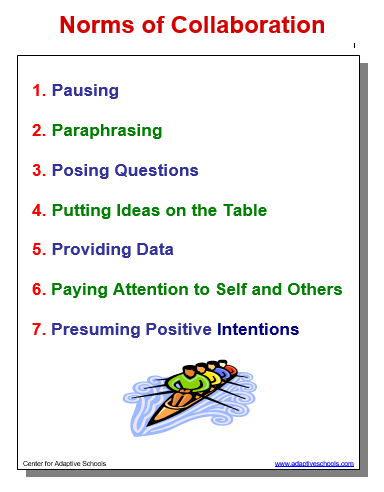 Norms of Collaboration
1. Pausing
2. Paraphrasing
3. Posing Questions
4. Putting Ideas on the Table
5. Providing Data
6. Paying Attention to Self and Others
7. Presuming Positive Intentions
Center for Adaptive Schools www.adaptiveschools.com